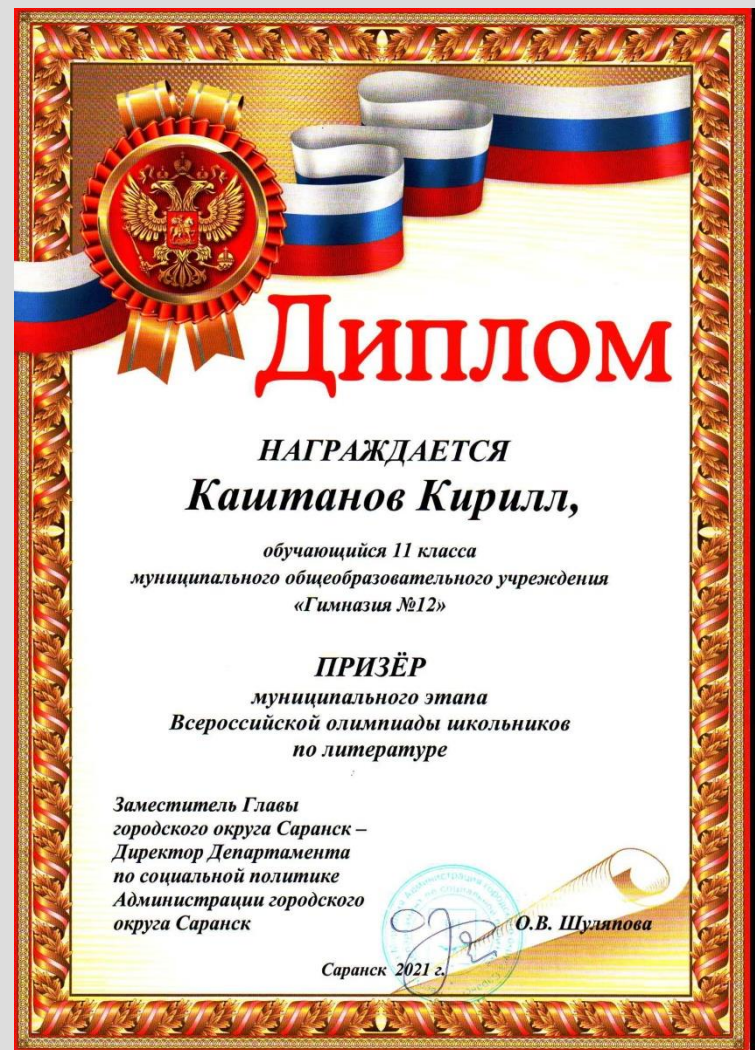 Диплом
НАГРАЖДАЕТСЯ
Каштанов Кирилл,
обучающийся 11 класса
муниципального общеобразовательного учреждения
«Гимназия №12»
ПРИЗЁР
муниципального этапа
Всероссийской олимпиады школьников
по литературе
Заместитель Главы
городского округа Саранск –
Директор Департамента
по социальной политике
Администрации городского
округа Саранск
О.В. Шуляпова
Саранск 2021 г.